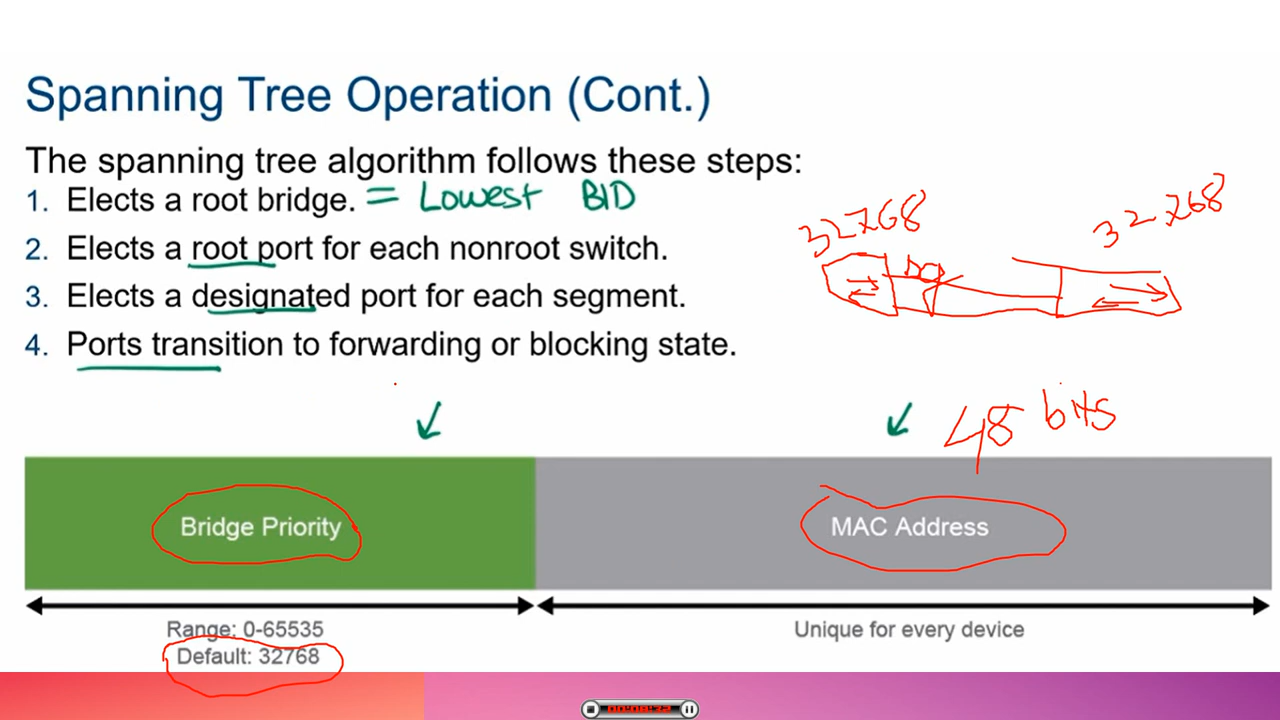 Spanning Tree Operation (Cont.)
The spanning tree algorithm follows these steps:
1. Elects a root bridge. = Lowest BID
2. Elects a root port for each nonroot switch.
3. Elects a designated port for each segment.
4. Ports transition to forwarding or blocking state.
32768
32768
48 bits
Bridge Priority
MAC Address
Range: 0-65535
Default: 32768
Unique for every device